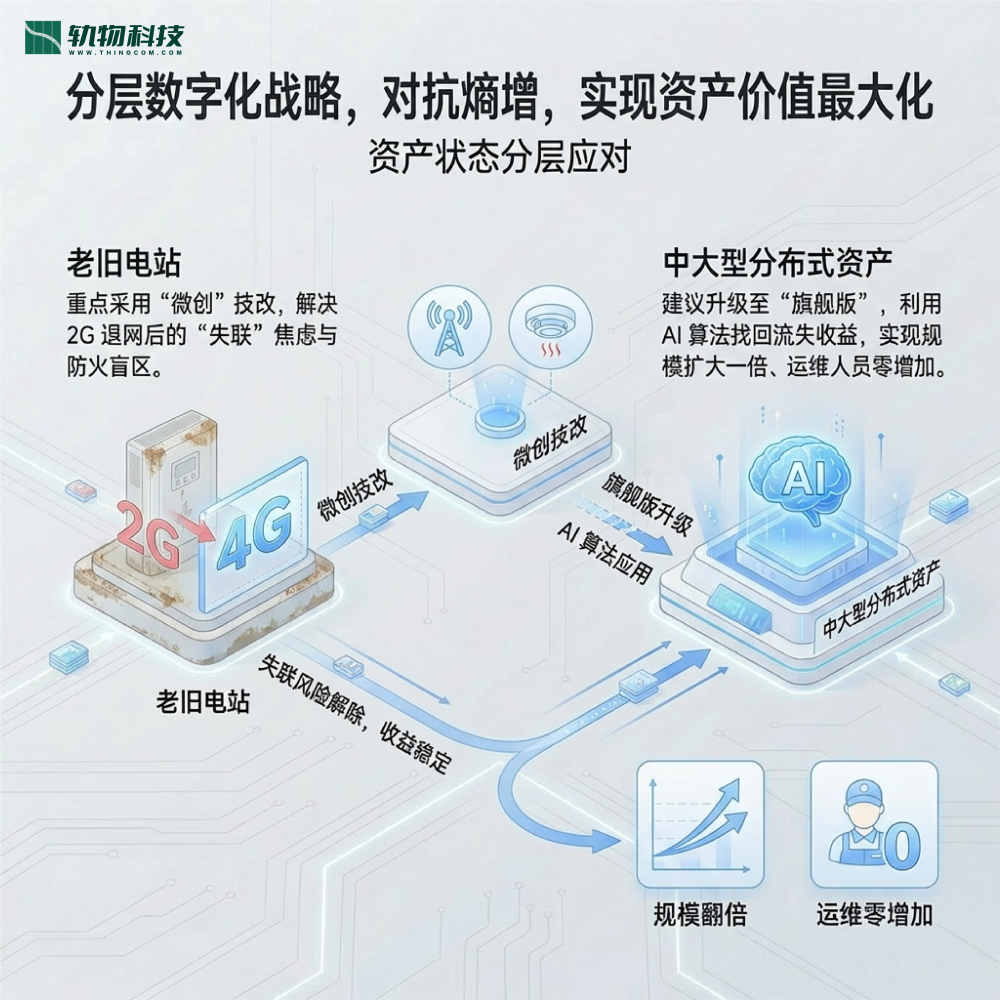 轨物科技
WWW.THINGCOM.COM
分层数字化战略，对抗熵增，实现资产价值最大化
资产状态分层应对
老旧电站
重点采用“微创”技改，解决
2G 退网后的“失联”焦虑与
防火盲区。
中大型分布式资产
建议升级至“旗舰版”，利用
AI 算法找回流失收益，实现规
模扩大一倍、运维人员零增加。
2G
4G
微创技改
微创技改
旗舰版升级
AI 算法应用
AI
中大型分布式资产
老旧电站
失联风险解除，收益稳定
0
规模翻倍
运维零增加